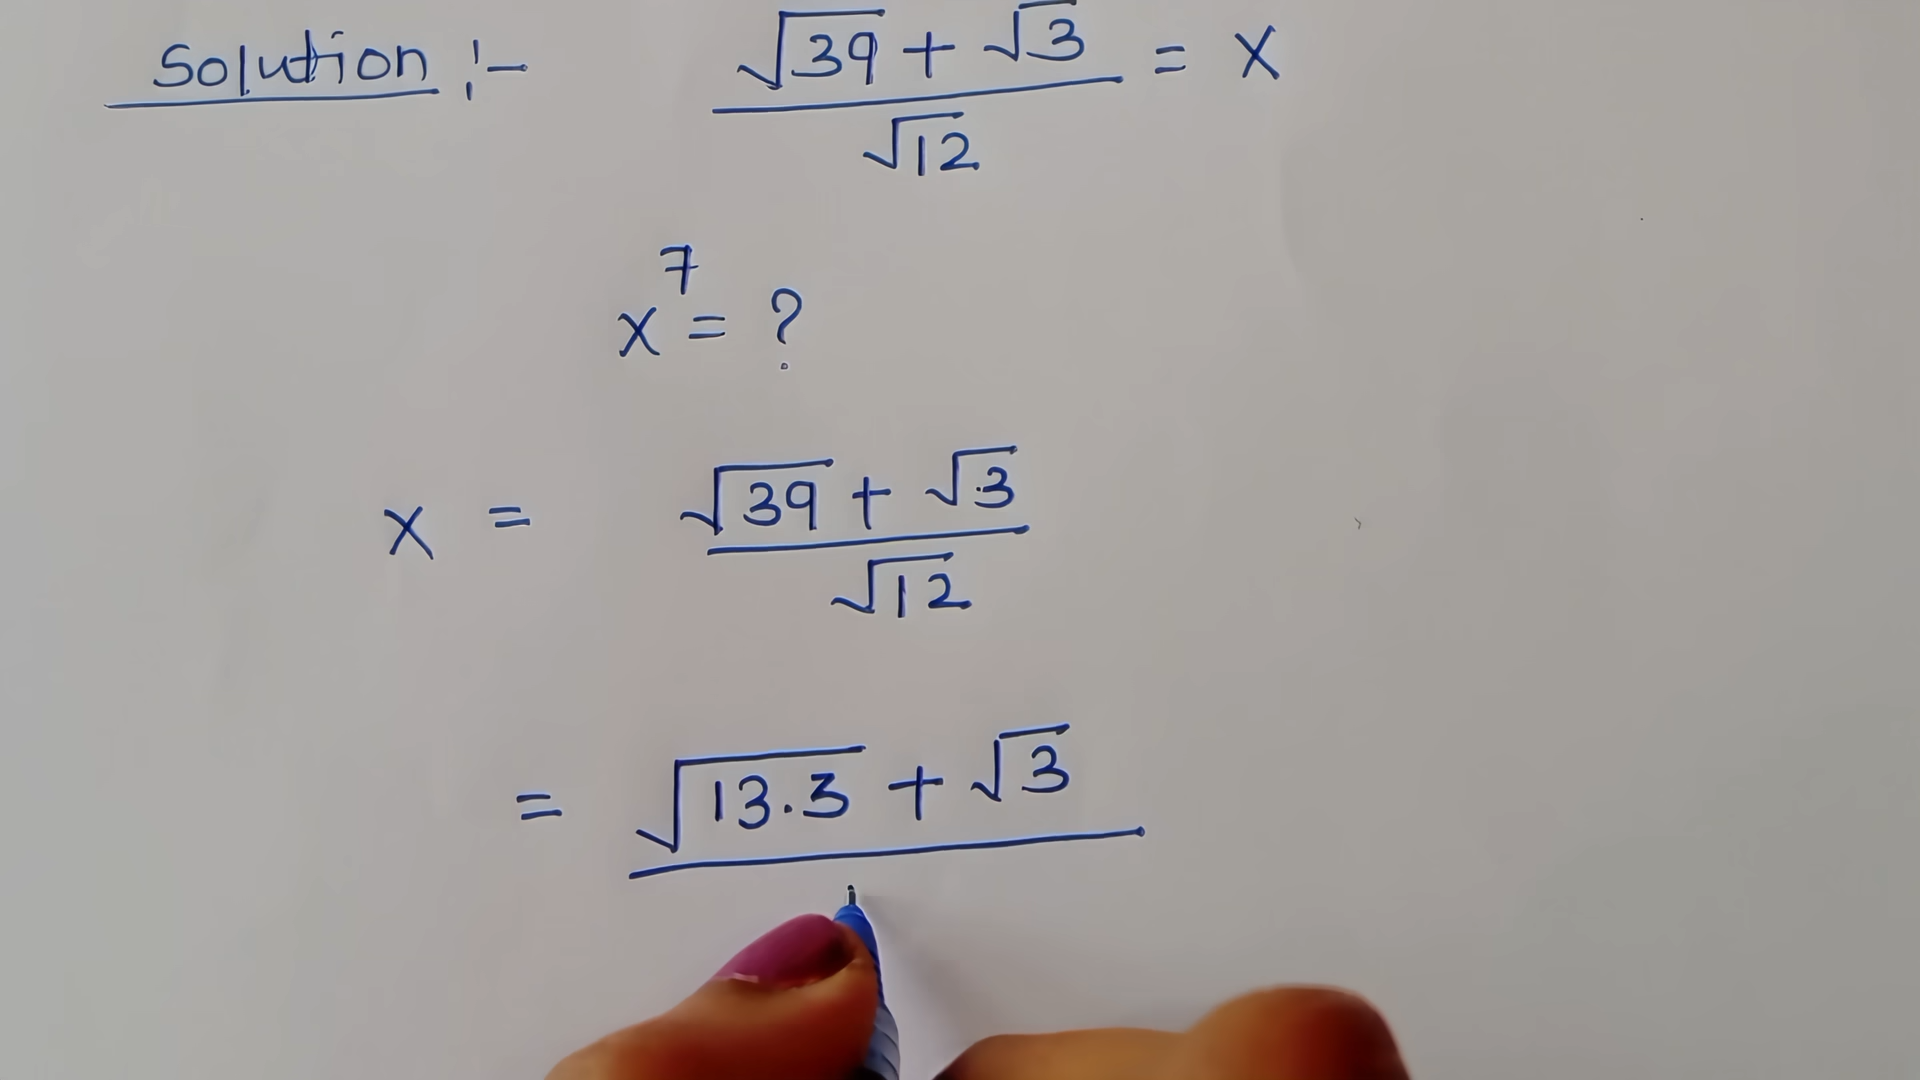 Solution :- √39 + √3 / √12 = x
x⁷ = ?
x = √39 + √3 / √12
= √13.3 + √3